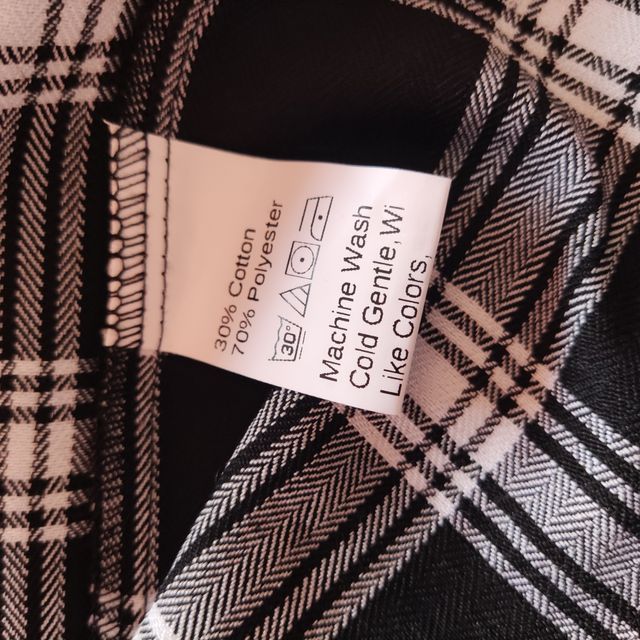 30% Cotton
70% Polyester
30°
Machine Wash
Cold Gentle, Wi
Like Colors,